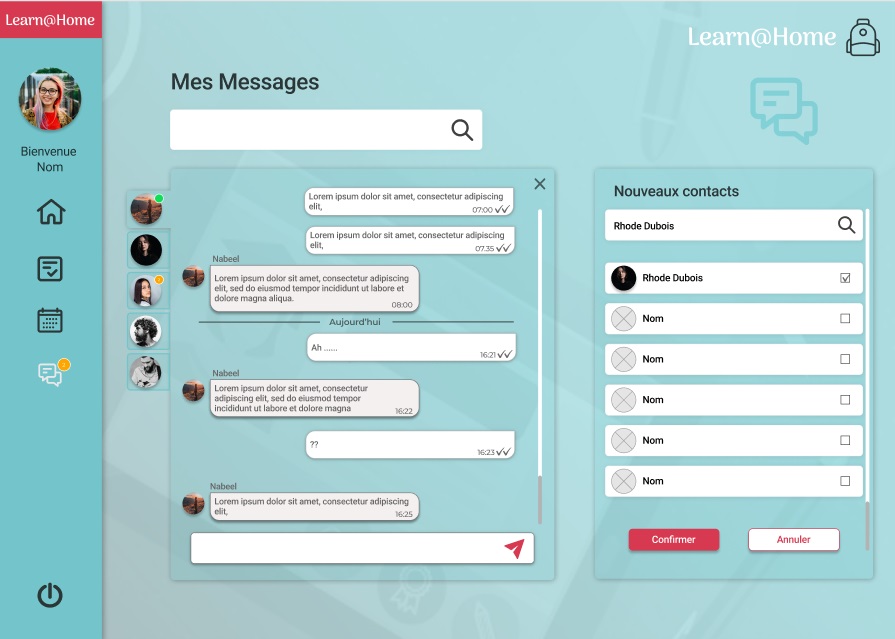 Learn@Home
Learn@Home
Bienvenue
Nom
Mes Messages
Lorem ipsum dolor sit amet, consectetur adipiscing
elit,
07:00
Lorem ipsum dolor sit amet, consectetur adipiscing
elit,
07.35
Nabeel
Lorem ipsum dolor sit amet, consectetur adipiscing
elit, sed do eiusmod tempor incididunt ut labore et
dolore magna aliqua.
08:00
Aujourd'hui
Ah ......
16:21
Nabeel
Lorem ipsum dolor sit amet, consectetur
adipiscing elit, sed do eiusmod tempor
incididunt ut labore et dolore magna
16:22
??
16:23
Nabeel
Lorem ipsum dolor sit amet, consectetur adipiscing
elit,
16:25
Nouveaux contacts
Rhode Dubois
Rhode Dubois
Nom
Nom
Nom
Nom
Nom
Confirmer
Annuler